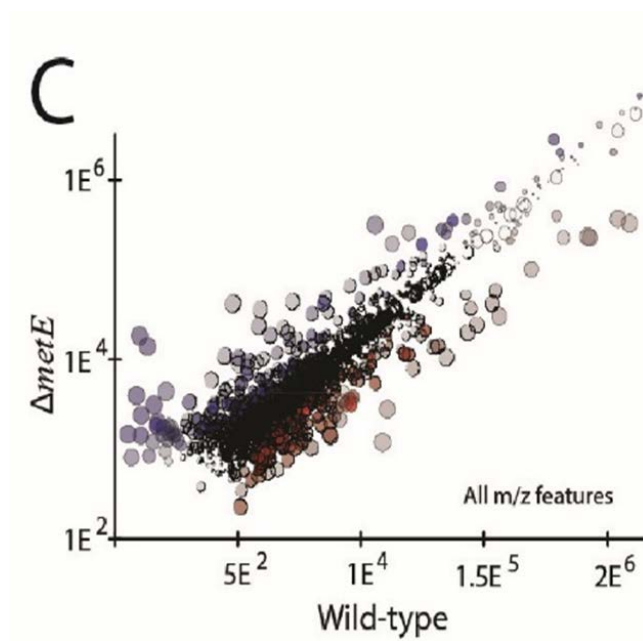 C
1E⁶
1E⁴
1E²
ΔmetE
All m/z features
5E² 1E⁴ 1.5E⁵ 2E⁶
Wild-type